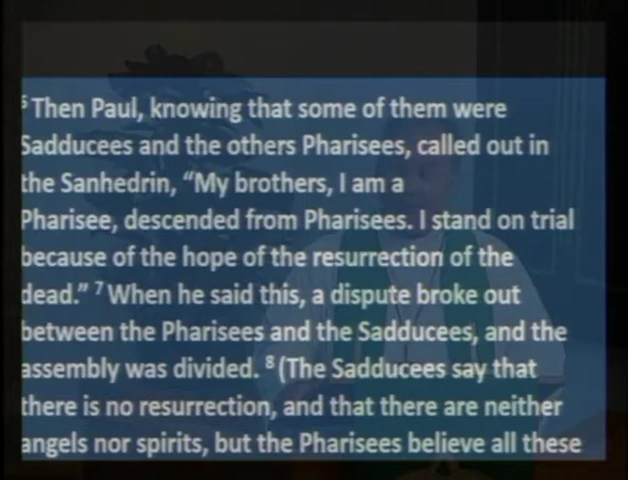 ⁶ Then Paul, knowing that some of them were
Sadducees and the others Pharisees, called out in
the Sanhedrin, “My brothers, I am a
Pharisee, descended from Pharisees. I stand on trial
because of the hope of the resurrection of the
dead.” ⁷ When he said this, a dispute broke out
between the Pharisees and the Sadducees, and the
assembly was divided. ⁸ (The Sadducees say that
there is no resurrection, and that there are neither
angels nor spirits, but the Pharisees believe all these